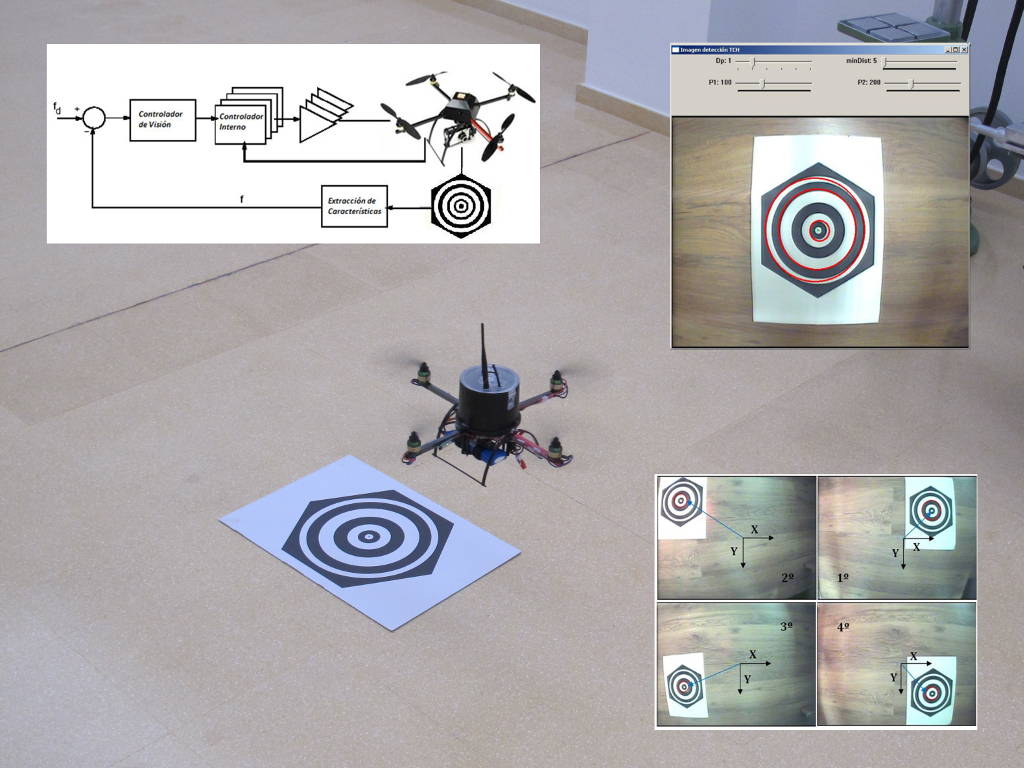 f_d
+
-
Controlador
de Visión
Controlador
Interno
f
Extracción de
Características
Imagen detección TCH
Dp: 1
minDist: 5
P1: 100
P2: 200
X
Y
2º
X
Y
1º
X
Y
3º
X
Y
4º